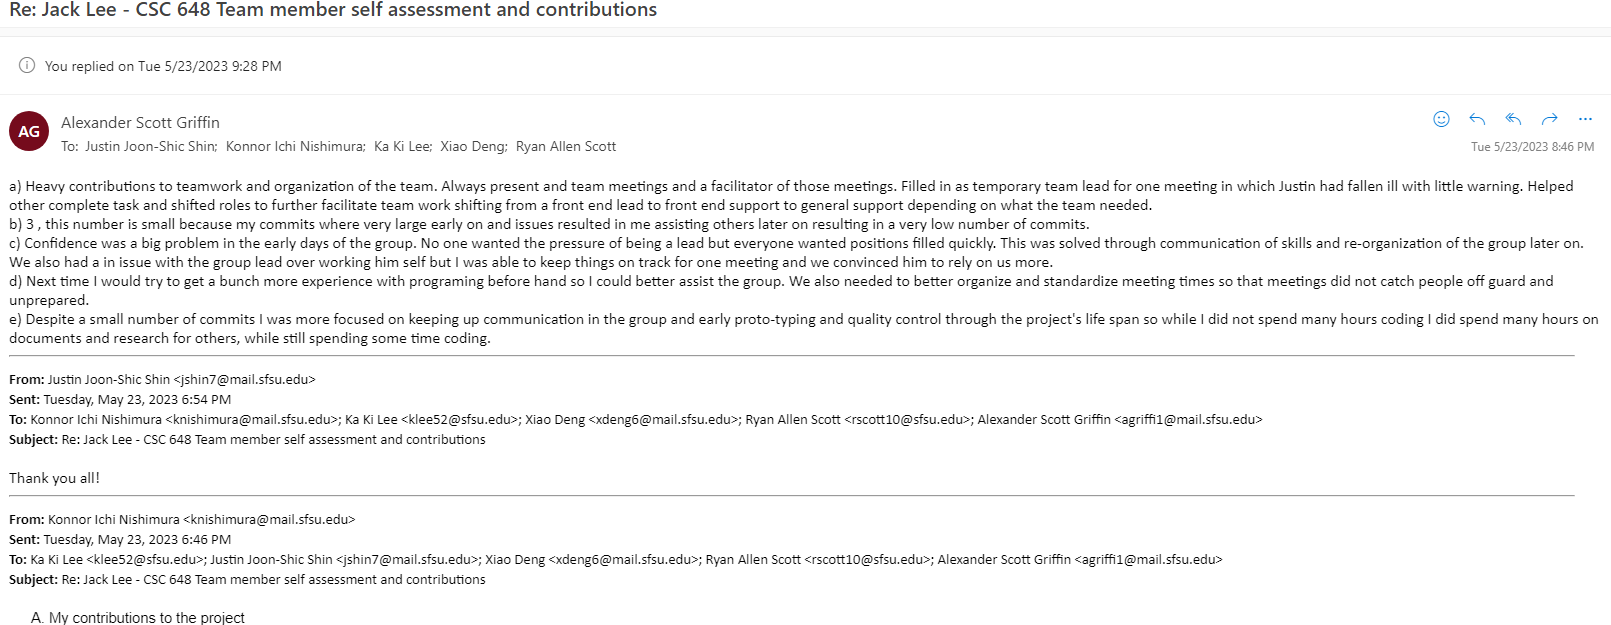 Re: Jack Lee - CSC 648 Team member self assessment and contributions
You replied on Tue 5/23/2023 9:28 PM
AG
Alexander Scott Griffin
To: Justin Joon-Shic Shin; Konnor Ichi Nishimura; Ka Ki Lee; Xiao Deng; Ryan Allen Scott
Tue 5/23/2023 8:46 PM
a) Heavy contributions to teamwork and organization of the team. Always present and team meetings and a facilitator of those meetings. Filled in as temporary team lead for one meeting in which Justin had fallen ill with little warning. Helped
other complete task and shifted roles to further facilitate team work shifting from a front end lead to front end support to general support depending on what the team needed.
b) 3 , this number is small because my commits where very large early on and issues resulted in me assisting others later on resulting in a very low number of commits.
c) Confidence was a big problem in the early days of the group. No one wanted the pressure of being a lead but everyone wanted positions filled quickly. This was solved through communication of skills and re-organization of the group later on.
We also had a in issue with the group lead over working him self but I was able to keep things on track for one meeting and we convinced him to rely on us more.
d) Next time I would try to get a bunch more experience with programing before hand so I could better assist the group. We also needed to better organize and standardize meeting times so that meetings did not catch people off guard and
unprepared.
e) Despite a small number of commits I was more focused on keeping up communication in the group and early proto-typing and quality control through the project's life span so while I did not spend many hours coding I did spend many hours on
documents and research for others, while still spending some time coding.
From: Justin Joon-Shic Shin <jshin7@mail.sfsu.edu>
Sent: Tuesday, May 23, 2023 6:54 PM
To: Konnor Ichi Nishimura <knishimura@mail.sfsu.edu>; Ka Ki Lee <klee52@sfsu.edu>; Xiao Deng <xdeng6@mail.sfsu.edu>; Ryan Allen Scott <rscott10@sfsu.edu>; Alexander Scott Griffin <agriffi1@mail.sfsu.edu>
Subject: Re: Jack Lee - CSC 648 Team member self assessment and contributions
Thank you all!
From: Konnor Ichi Nishimura <knishimura@mail.sfsu.edu>
Sent: Tuesday, May 23, 2023 6:46 PM
To: Ka Ki Lee <klee52@sfsu.edu>; Justin Joon-Shic Shin <jshin7@mail.sfsu.edu>; Xiao Deng <xdeng6@mail.sfsu.edu>; Ryan Allen Scott <rscott10@sfsu.edu>; Alexander Scott Griffin <agriffi1@mail.sfsu.edu>
Subject: Re: Jack Lee - CSC 648 Team member self assessment and contributions
A. My contributions to the project